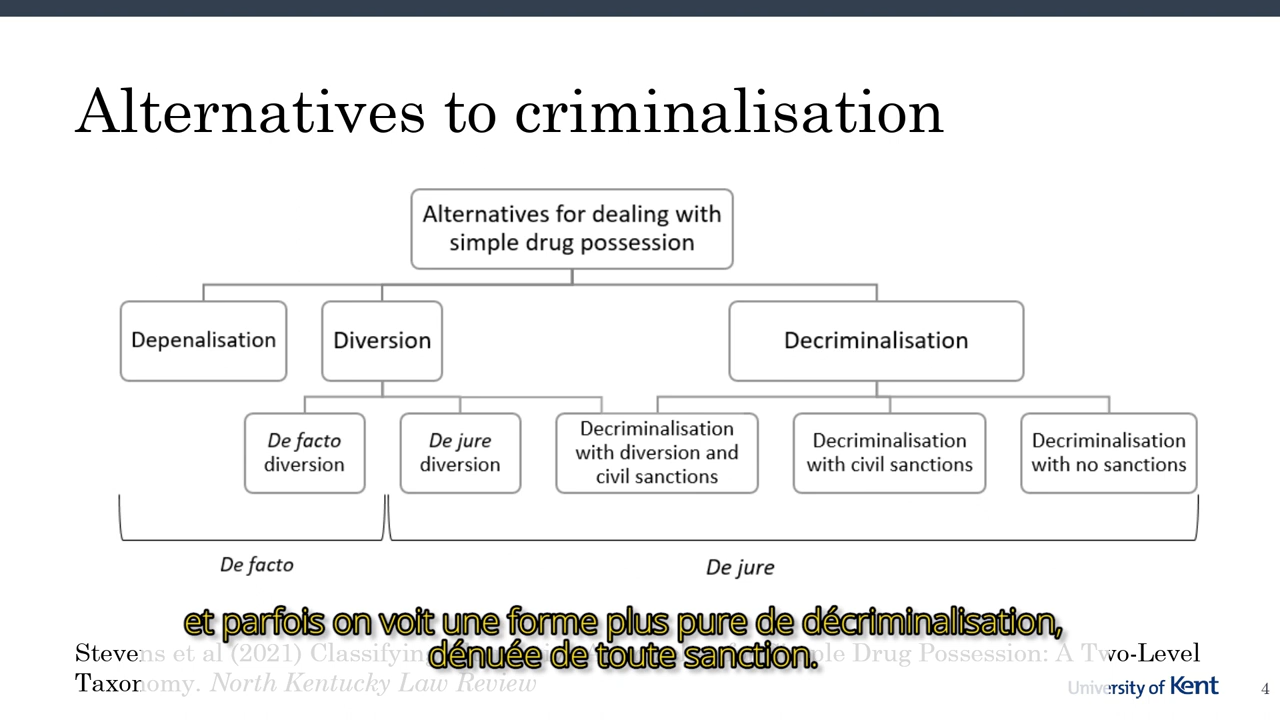 Alternatives to criminalisation
Alternatives for dealing with
simple drug possession
Depenalisation
Diversion
Decriminalisation
De facto
diversion
De jure
diversion
Decriminalisation
with diversion and
civil sanctions
Decriminalisation
with civil sanctions
Decriminalisation
with no sanctions
De facto
De jure
et parfois on voit une forme plus pure de décriminalisation,
dénuée de toute sanction.
Stevens et al (2021) Classifying Drug Possession: A Two-Level
Taxonomy. North Kentucky Law Review
University of Kent
4